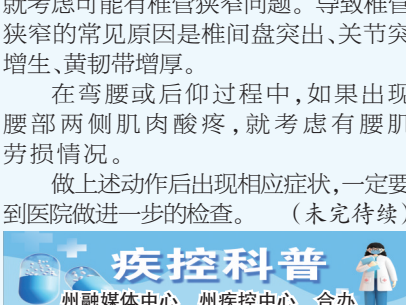 就考虑可能有椎管狭窄问题。导致椎管
狭窄的常见原因是椎间盘突出、关节突
增生、黄韧带增厚。
在弯腰或后仰过程中，如果出现
腰部两侧肌肉酸疼，就考虑有腰肌
劳损情况。
做上述动作后出现相应症状，一定要
到医院做进一步的检查。 （未完待续）
疾控科普
州融媒体中心 州疾控中心 合办